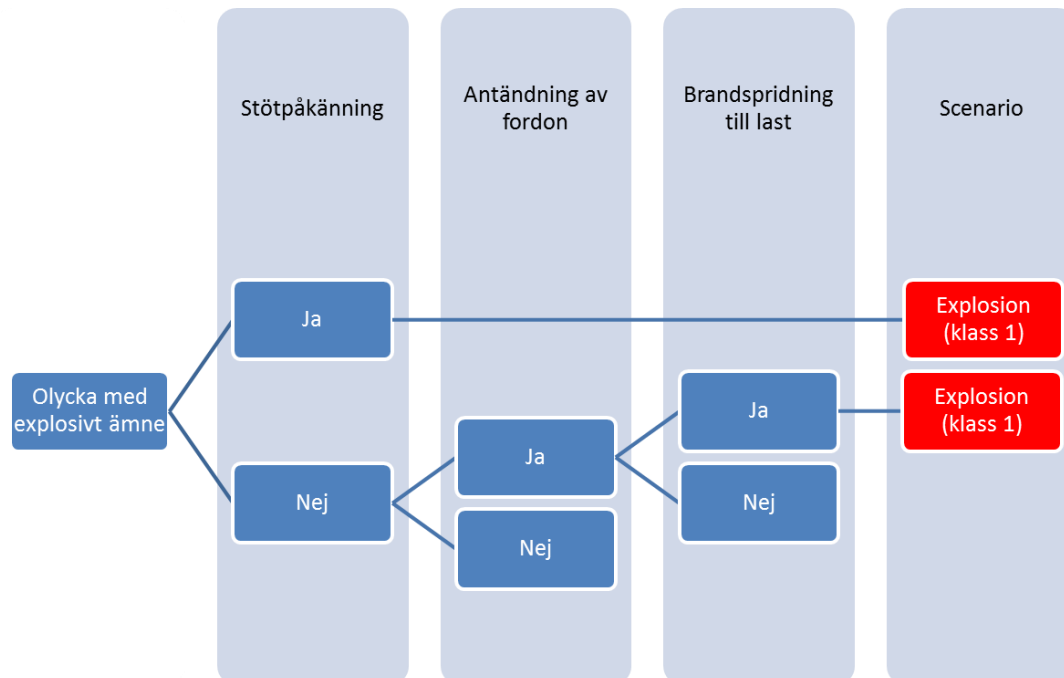 Stötpåkänning
Antändning av
fordon
Brandspridning
till last
Scenario
Ja
Explosion
(klass 1)
Olycka med
explosivt ämne
Ja
Ja
Explosion
(klass 1)
Nej
Nej
Nej